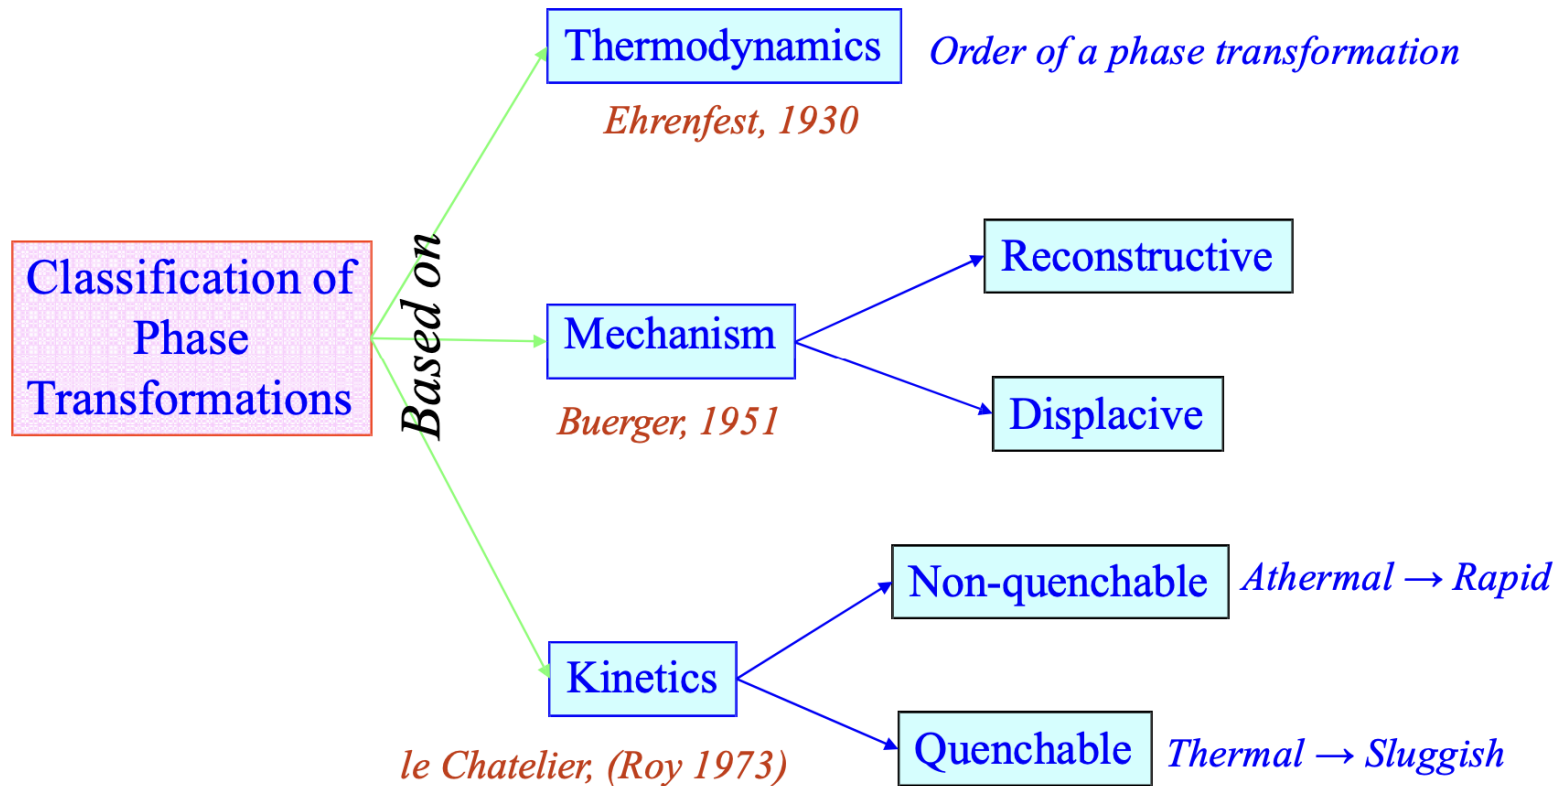 Thermodynamics
Order of a phase transformation
Ehrenfest, 1930
Classification of
Phase
Transformations
Based on
Mechanism
Buerger, 1951
Reconstructive
Displacive
Kinetics
le Chatelier, (Roy 1973)
Non-quenchable
Athermal → Rapid
Quenchable
Thermal → Sluggish